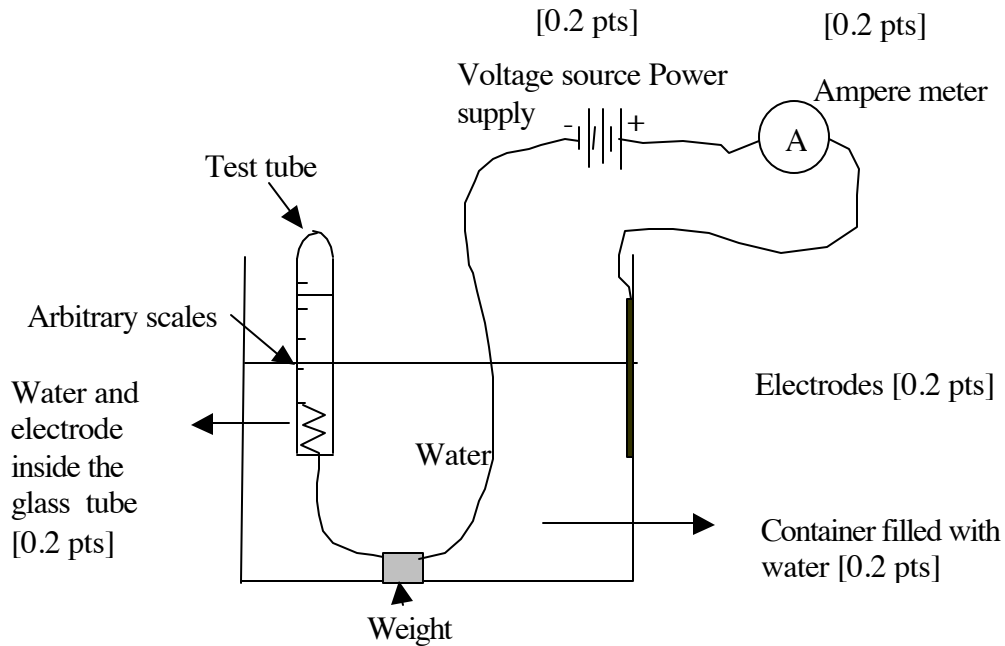 [0.2 pts]
[0.2 pts]
Voltage source Power
supply
Ampere meter
- +
A
Test tube
Arbitrary scales
Water and
electrode
inside the
glass tube
[0.2 pts]
Electrodes [0.2 pts]
Water
Container filled with
water [0.2 pts]
Weight